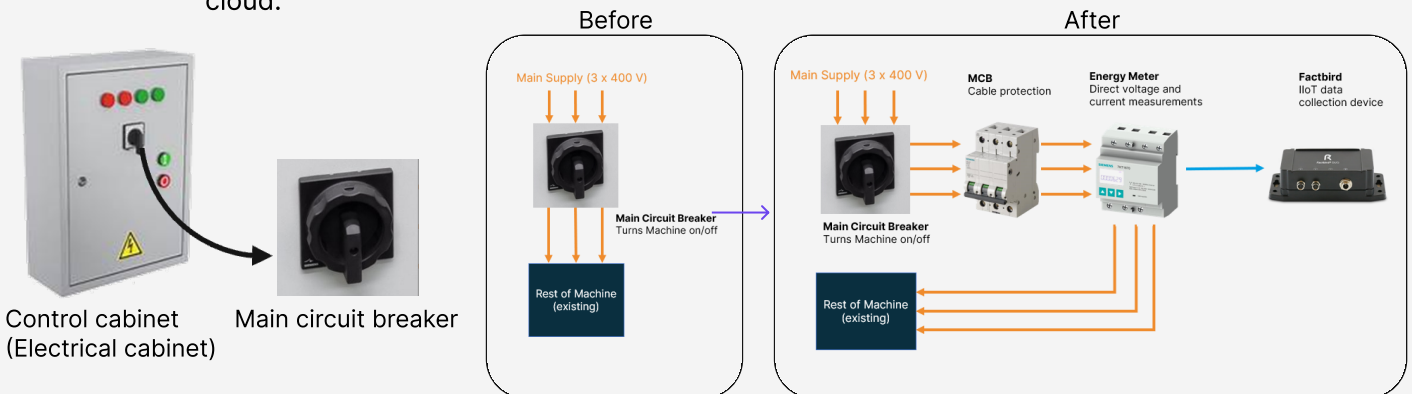 cloud.
Before
After
Main Supply (3 x 400 V)
Main Circuit Breaker
Turns Machine on/off
Rest of Machine
(existing)
Main Supply (3 x 400 V)
MCB
Cable protection
Energy Meter
Direct voltage and
current measurements
Factbird
IIoT data
collection device
Main Circuit Breaker
Turns Machine on/off
Rest of Machine
(existing)
Control cabinet
(Electrical cabinet)
Main circuit breaker